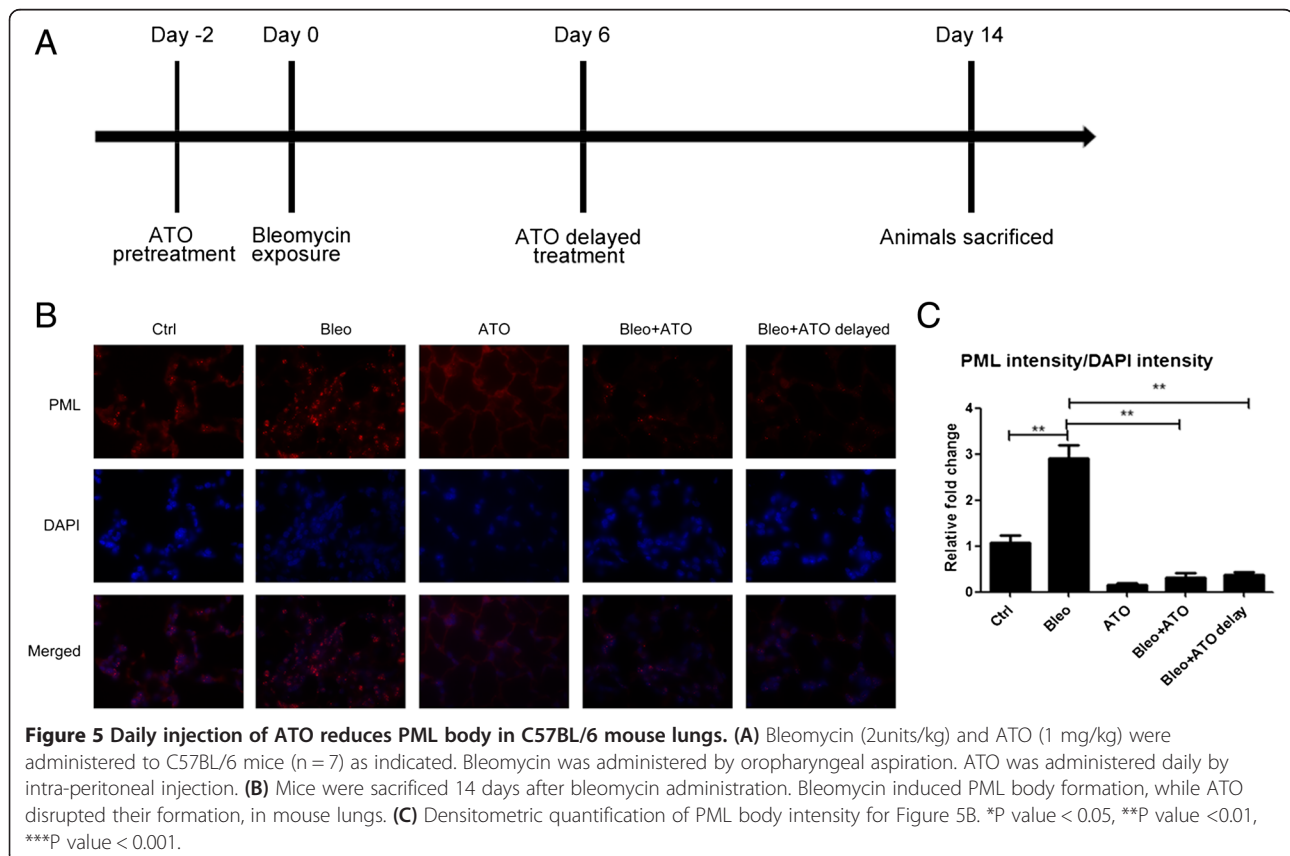 A
Day -2
Day 0
Day 6
Day 14
ATO
pretreatment
Bleomycin
exposure
ATO delayed
treatment
Animals sacrificed
B
Ctrl
Bleo
ATO
Bleo+ATO
Bleo+ATO delayed
PML
DAPI
Merged
C
PML intensity/DAPI intensity
**
**
**
Relative fold change
4
3
2
1
0
Ctrl
Bleo
ATO
Bleo+ATO
Bleo+ATO delay
Figure 5 Daily injection of ATO reduces PML body in C57BL/6 mouse lungs. (A) Bleomycin (2units/kg) and ATO (1 mg/kg) were
administered to C57BL/6 mice (n = 7) as indicated. Bleomycin was administered by oropharyngeal aspiration. ATO was administered daily by
intra-peritoneal injection. (B) Mice were sacrificed 14 days after bleomycin administration. Bleomycin induced PML body formation, while ATO
disrupted their formation, in mouse lungs. (C) Densitometric quantification of PML body intensity for Figure 5B. *P value < 0.05, **P value <0.01,
***P value < 0.001.